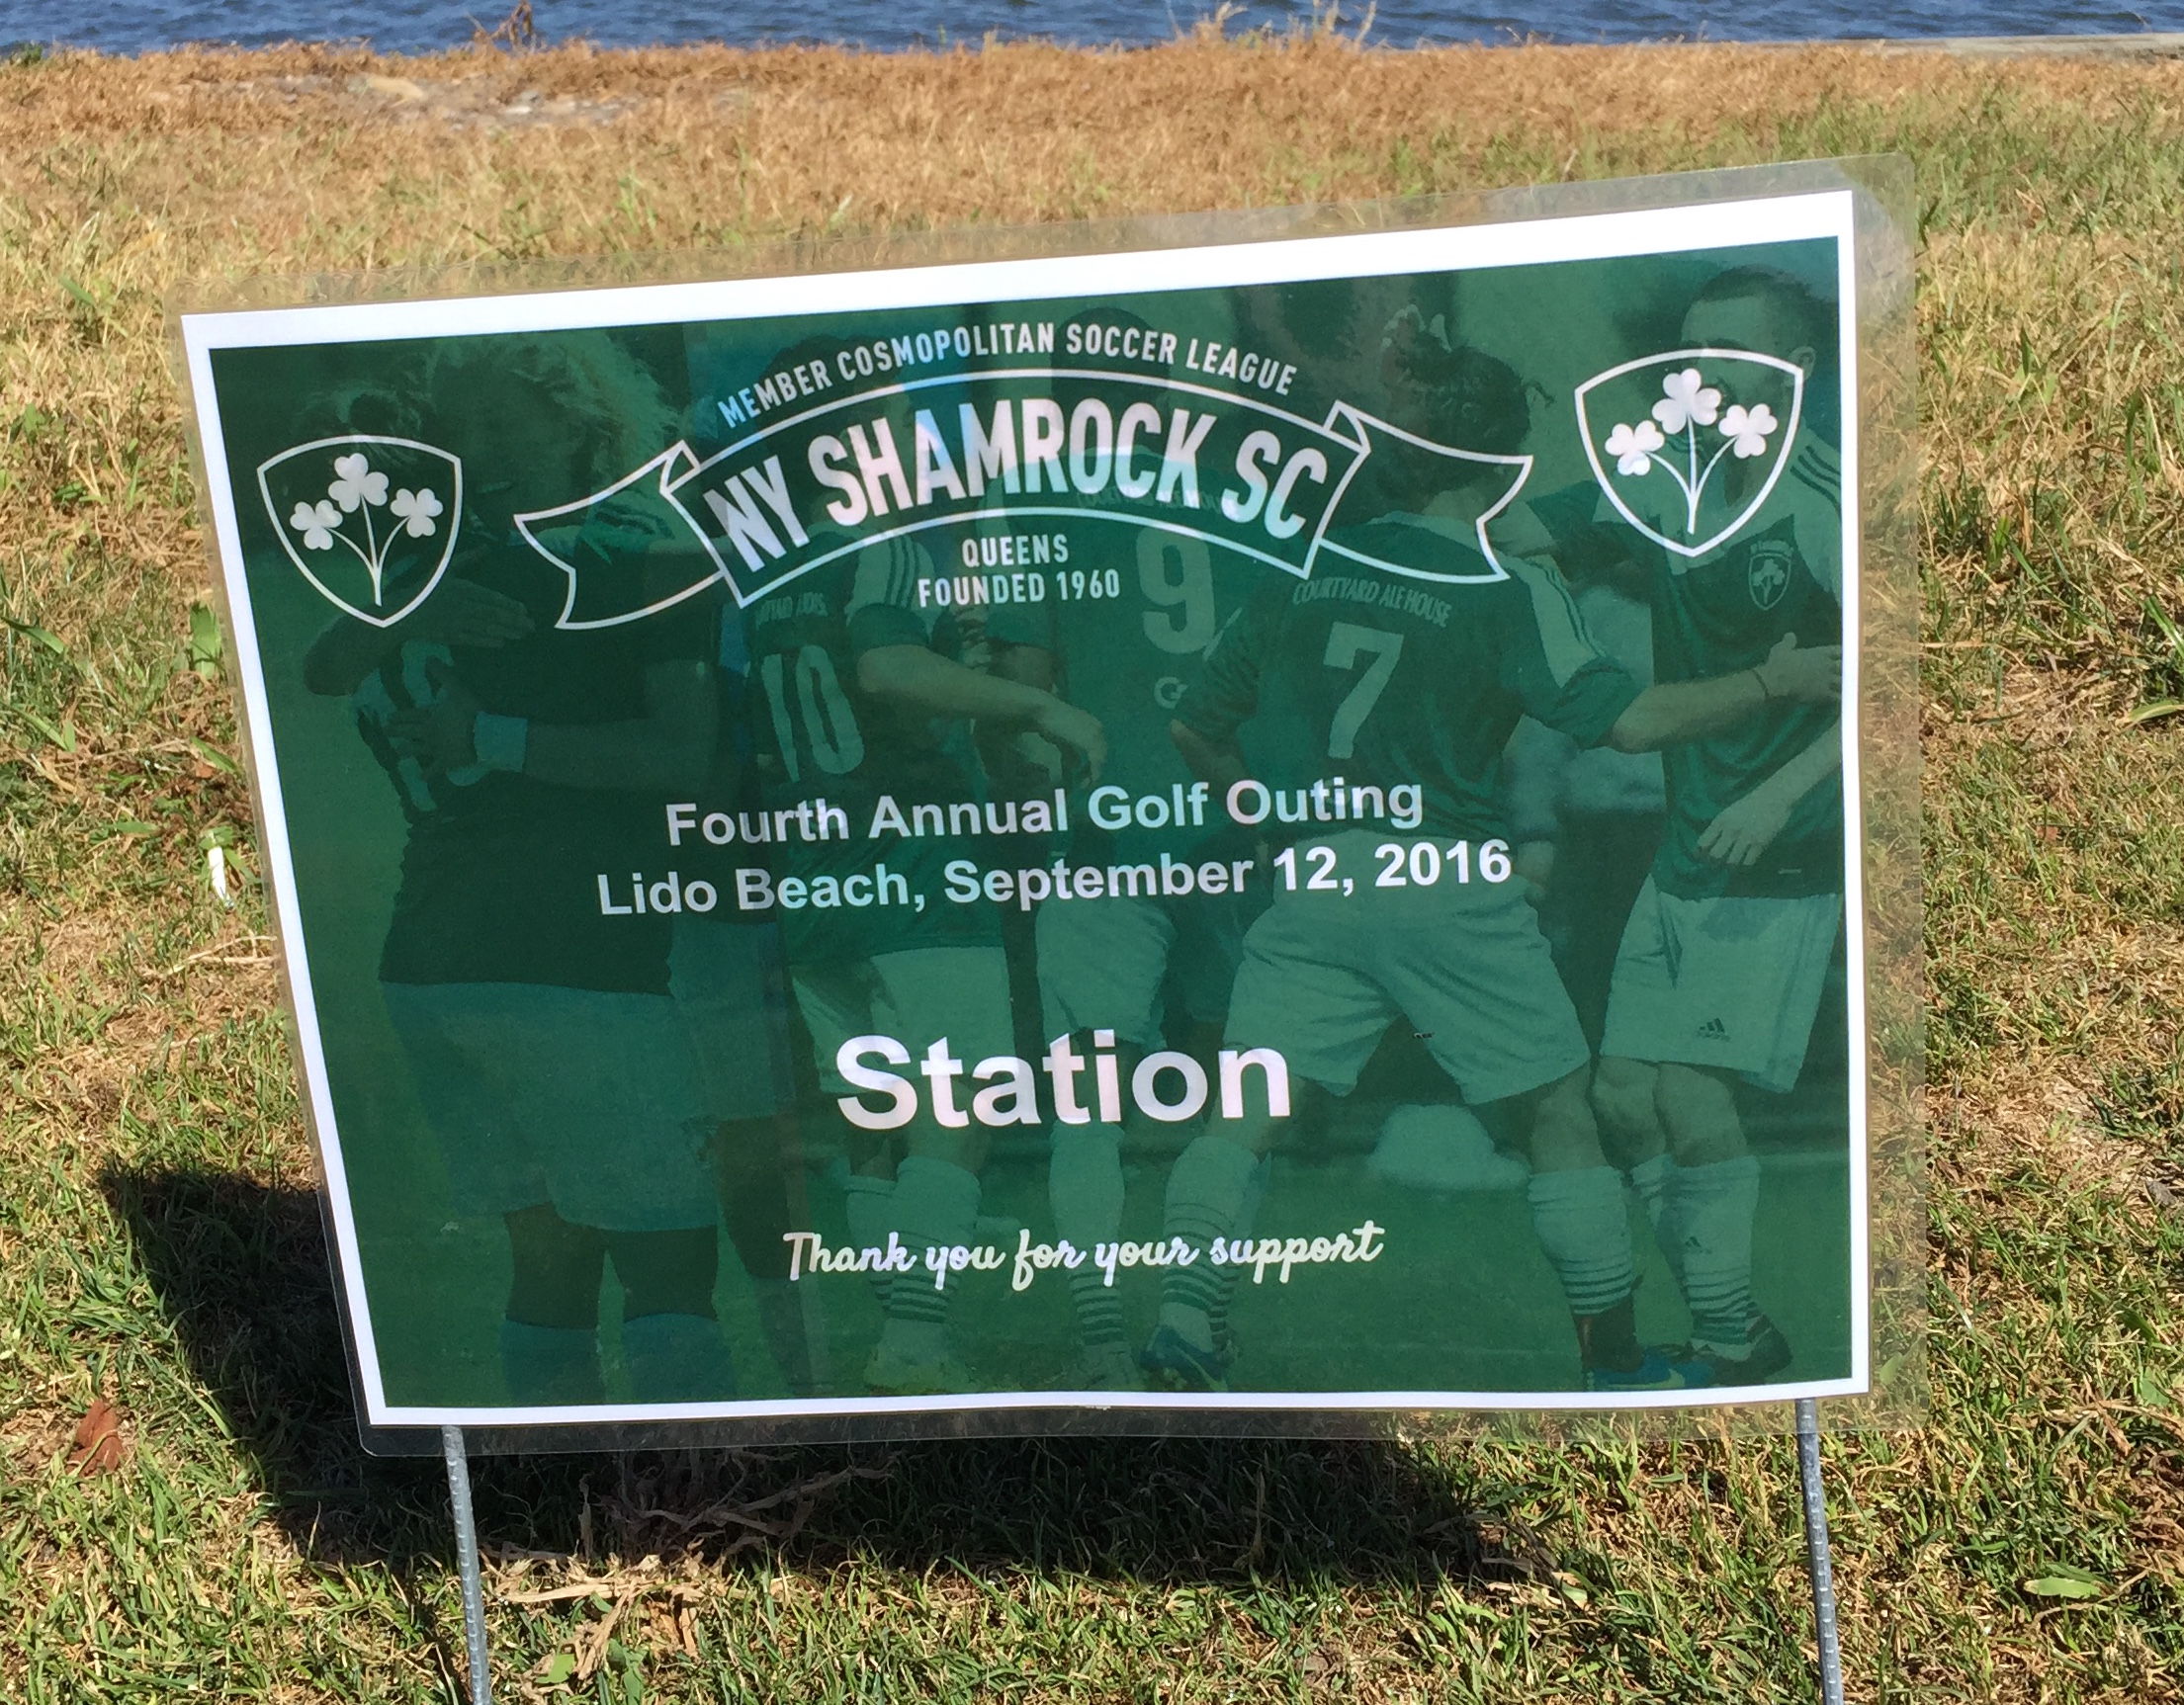 MEMBER COSMOPOLITAN SOCCER LEAGUE
NY SHAMROCK SC
QUEENS
FOUNDED 1960
COURTYARD ALE HOUSE
10
9
7
Fourth Annual Golf Outing
Lido Beach, September 12, 2016
Station
Thank you for your support